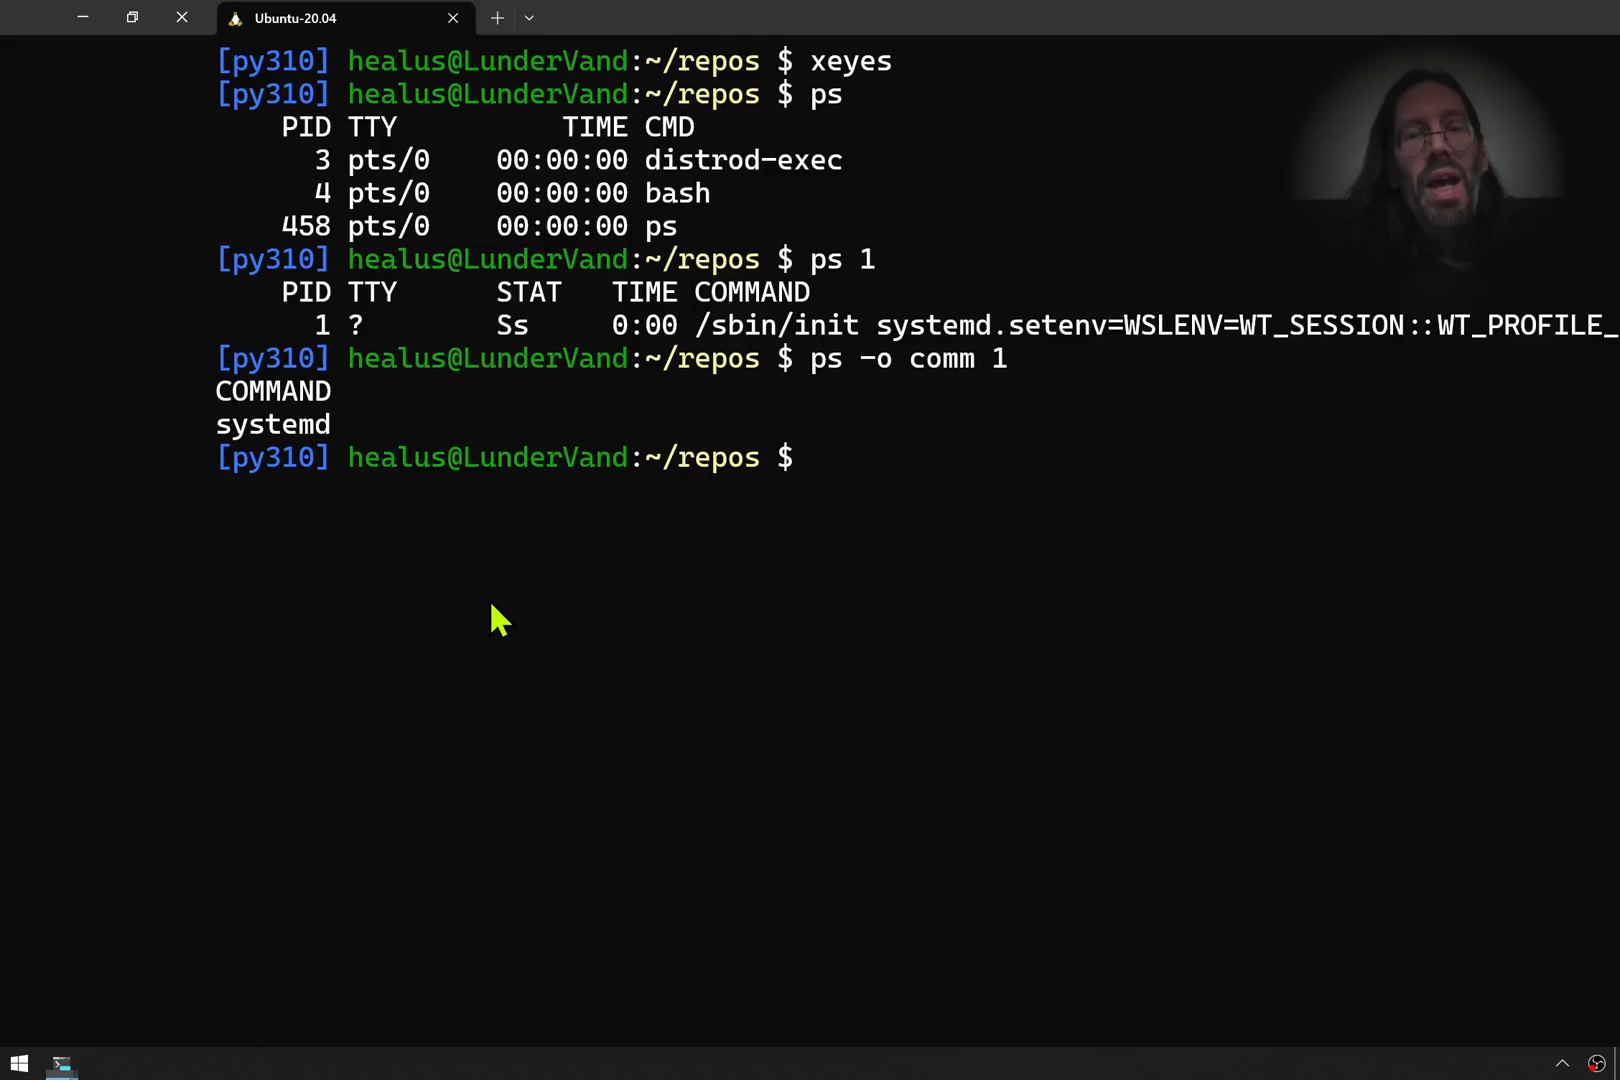 Ubuntu-20.04
[py310] healus@LunderVand:~/repos $ xeyes
[py310] healus@LunderVand:~/repos $ ps
PID TTY TIME CMD
3 pts/0 00:00:00 distrod-exec
4 pts/0 00:00:00 bash
458 pts/0 00:00:00 ps
[py310] healus@LunderVand:~/repos $ ps 1
PID TTY STAT TIME COMMAND
1 ? Ss 0:00 /sbin/init systemd.setenv=WSLENV=WT_SESSION::WT_PROFILE_
[py310] healus@LunderVand:~/repos $ ps -o comm 1
COMMAND
systemd
[py310] healus@LunderVand:~/repos $